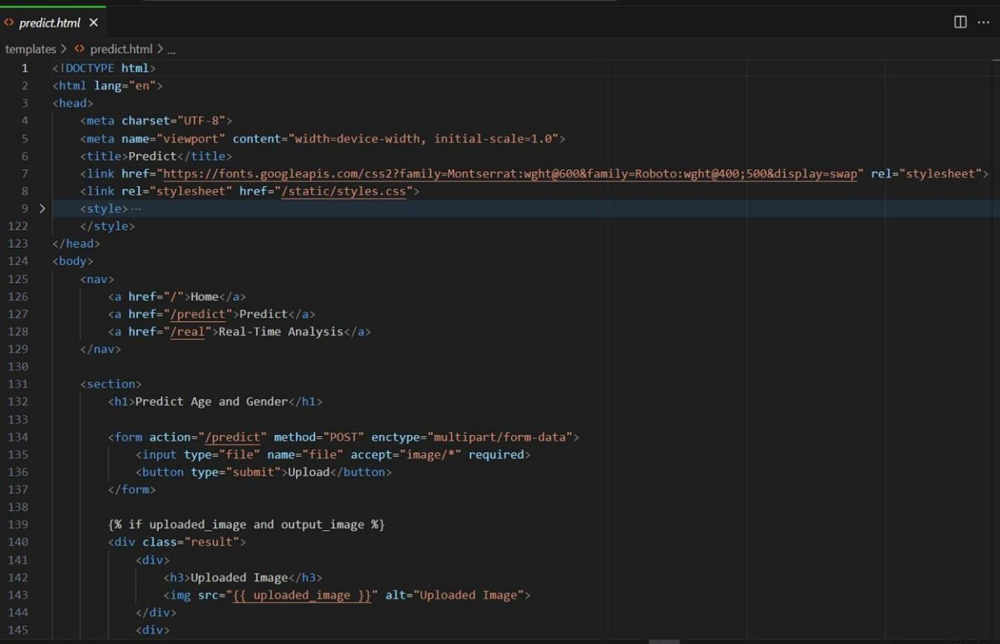 predict.html
templates > predict.html > ...
1 <!DOCTYPE html>
2 <html lang="en">
3 <head>
4 <meta charset="UTF-8">
5 <meta name="viewport" content="width=device-width, initial-scale=1.0">
6 <title>Predict</title>
7 <link href="https://fonts.googleapis.com/css2?family=Montserrat:wght@600&family=Roboto:wght@400;500&display=swap" rel="stylesheet">
8 <link rel="stylesheet" href="/static/styles.css">
9 <style>...
122 </style>
123 </head>
124 <body>
125 <nav>
126 <a href="/">Home</a>
127 <a href="/predict">Predict</a>
128 <a href="/real">Real-Time Analysis</a>
129 </nav>
130
131 <section>
132 <h1>Predict Age and Gender</h1>
133
134 <form action="/predict" method="POST" enctype="multipart/form-data">
135 <input type="file" name="file" accept="image/*" required>
136 <button type="submit">Upload</button>
137 </form>
138
139 {% if uploaded_image and output_image %}
140 <div class="result">
141 <div>
142 <h3>Uploaded Image</h3>
143 <img src="{{ uploaded_image }}" alt="Uploaded Image">
144 </div>
145 <div>